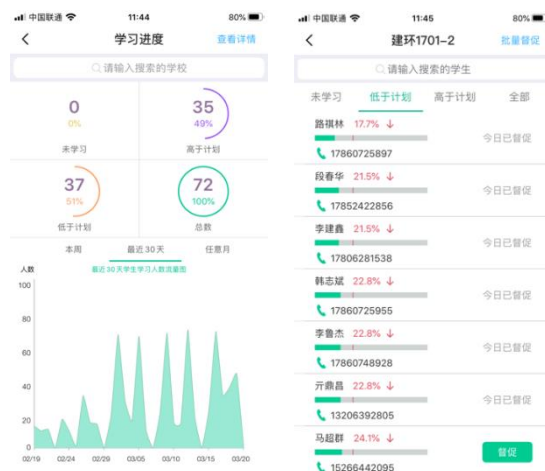 中国联通
11:44
80%
学习进度
查看详情
请输入搜索的学校
0
0%
未学习
35
49%
高于计划
37
51%
低于计划
72
100%
总数
本周
最近30天
任意月
人数
最近30天学生学习人数流量图
100
80
60
40
20
0
02/19 02/24 02/29 03/05 03/10 03/15 03/20
中国联通
11:45
80%
建环1701-2
批量督促
请输入搜索的学生
未学习
低于计划
高于计划
全部
路祺林 17.7% ↓
今日已督促
17860725897
段春华 21.5% ↓
今日已督促
17852422856
李建鑫 21.5% ↓
今日已督促
17806281538
韩志斌 22.8% ↓
今日已督促
17860725955
李鲁杰 22.8% ↓
今日已督促
17860748928
亓鼎昌 22.8% ↓
今日已督促
13206392805
马超群 24.1% ↓
督促
15266442095